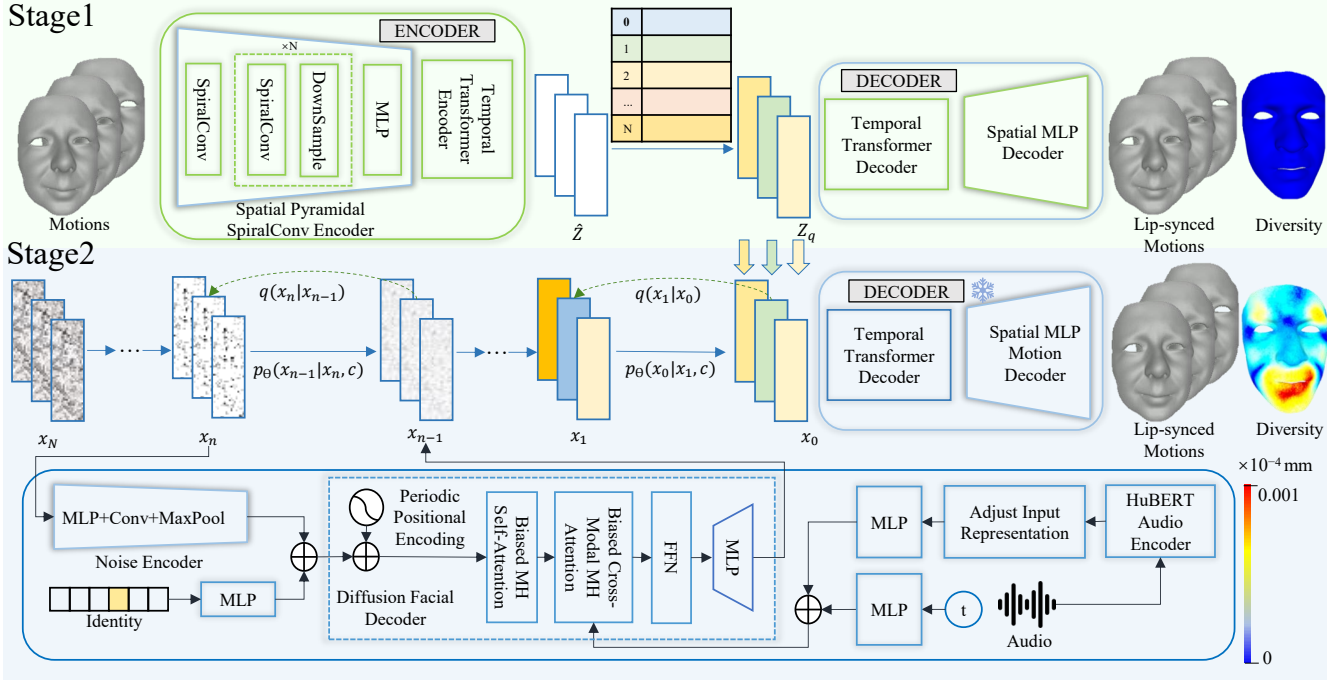 Stage1
ENCODER
×N
SpiralConv
SpiralConv
DownSample
MLP
Temporal
Transformer
Encoder
Spatial Pyramidal
SpiralConv Encoder
Motions
0
1
2
...
N
Ẑ
Z_q
DECODER
Temporal
Transformer
Decoder
Spatial MLP
Decoder
Lip-synced
Motions
Diversity
Stage2
q(x_n|x_{n-1})
q(x_1|x_0)
...
p_θ(x_{n-1}|x_n, c)
...
p_θ(x_0|x_1, c)
x_N
x_n
x_{n-1}
x_1
x_0
DECODER
Temporal
Transformer
Decoder
Spatial MLP
Motion
Decoder
Lip-synced
Motions
Diversity
×10⁻⁴ mm
0.001
0
MLP+Conv+MaxPool
Noise Encoder
Identity
MLP
Periodic
Positional
Encoding
Diffusion Facial
Decoder
Biased MH
Self-Attention
Biased Cross-
Modal MH
Attention
FFN
MLP
MLP
Adjust Input
Representation
HuBERT
Audio
Encoder
MLP
t
Audio